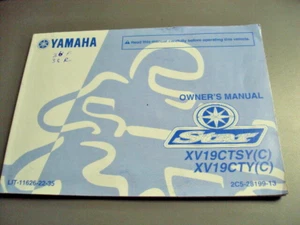 YAMAHA
Read this manual carefully before operating this vehicle.
OWNER'S MANUAL
Star
XV19CTSY(C)
XV19CTY(C)
LIT-11626-22-35
2C5-28199-13